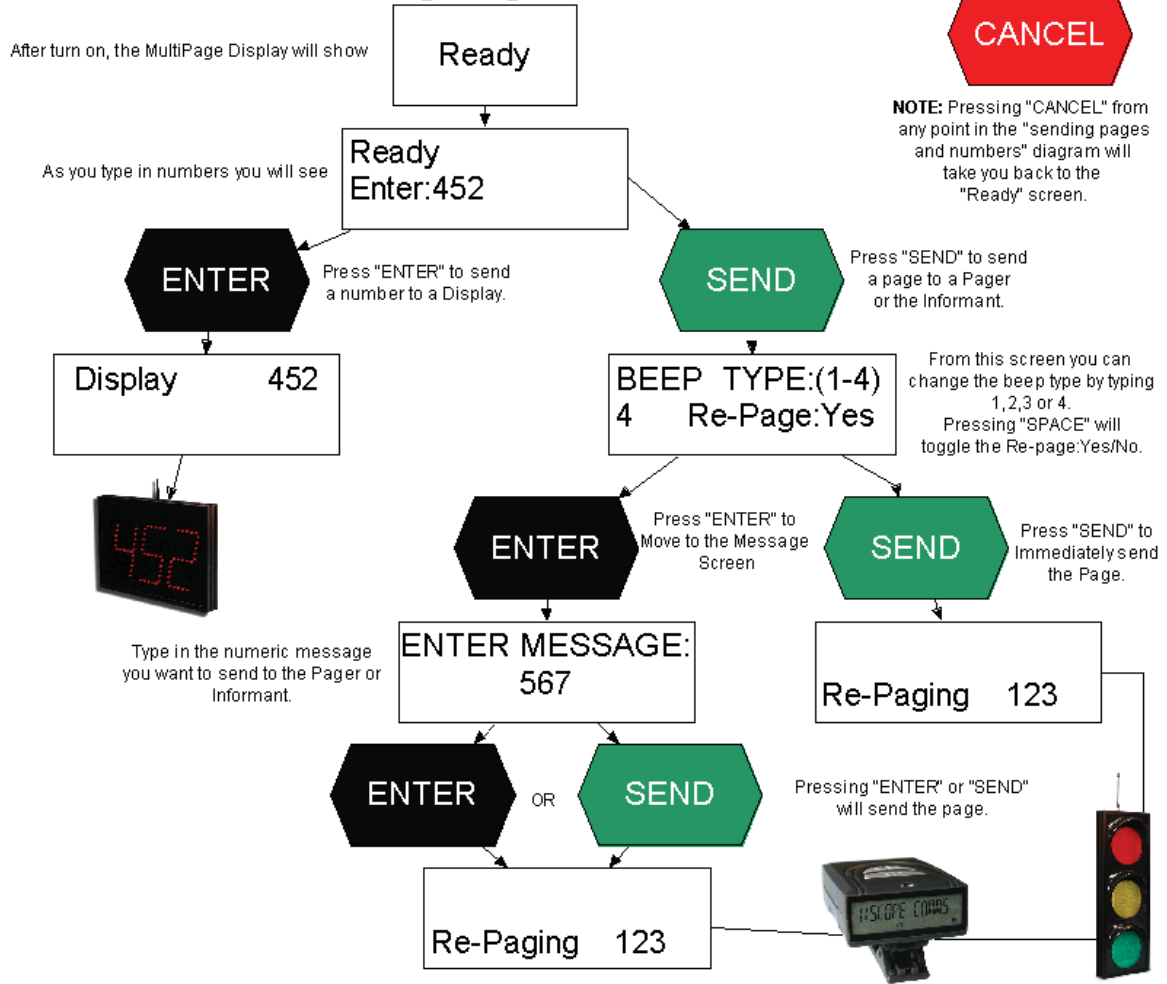 After turn on, the MultiPage Display will show
Ready
CANCEL
NOTE: Pressing "CANCEL" from
any point in the "sending pages
and numbers" diagram will
take you back to the
"Ready" screen.
As you type in numbers you will see
Ready
Enter:452
ENTER
Press "ENTER" to send
a number to a Display.
SEND
Press "SEND" to send
a page to a Pager
or the Informant.
Display 452
BEEP TYPE:(1-4)
4 Re-Page:Yes
From this screen you can
change the beep type by typing
1,2,3 or 4.
Pressing "SPACE" will
toggle the Re-page:Yes/No.
452
ENTER
Press "ENTER" to
Move to the Message
Screen
SEND
Press "SEND" to
Immediately send
the Page.
Type in the numeric message
you want to send to the Pager or
Informant.
ENTER MESSAGE:
567
Re-Paging 123
ENTER
OR
SEND
Pressing "ENTER" or "SEND"
will send the page.
Re-Paging 123